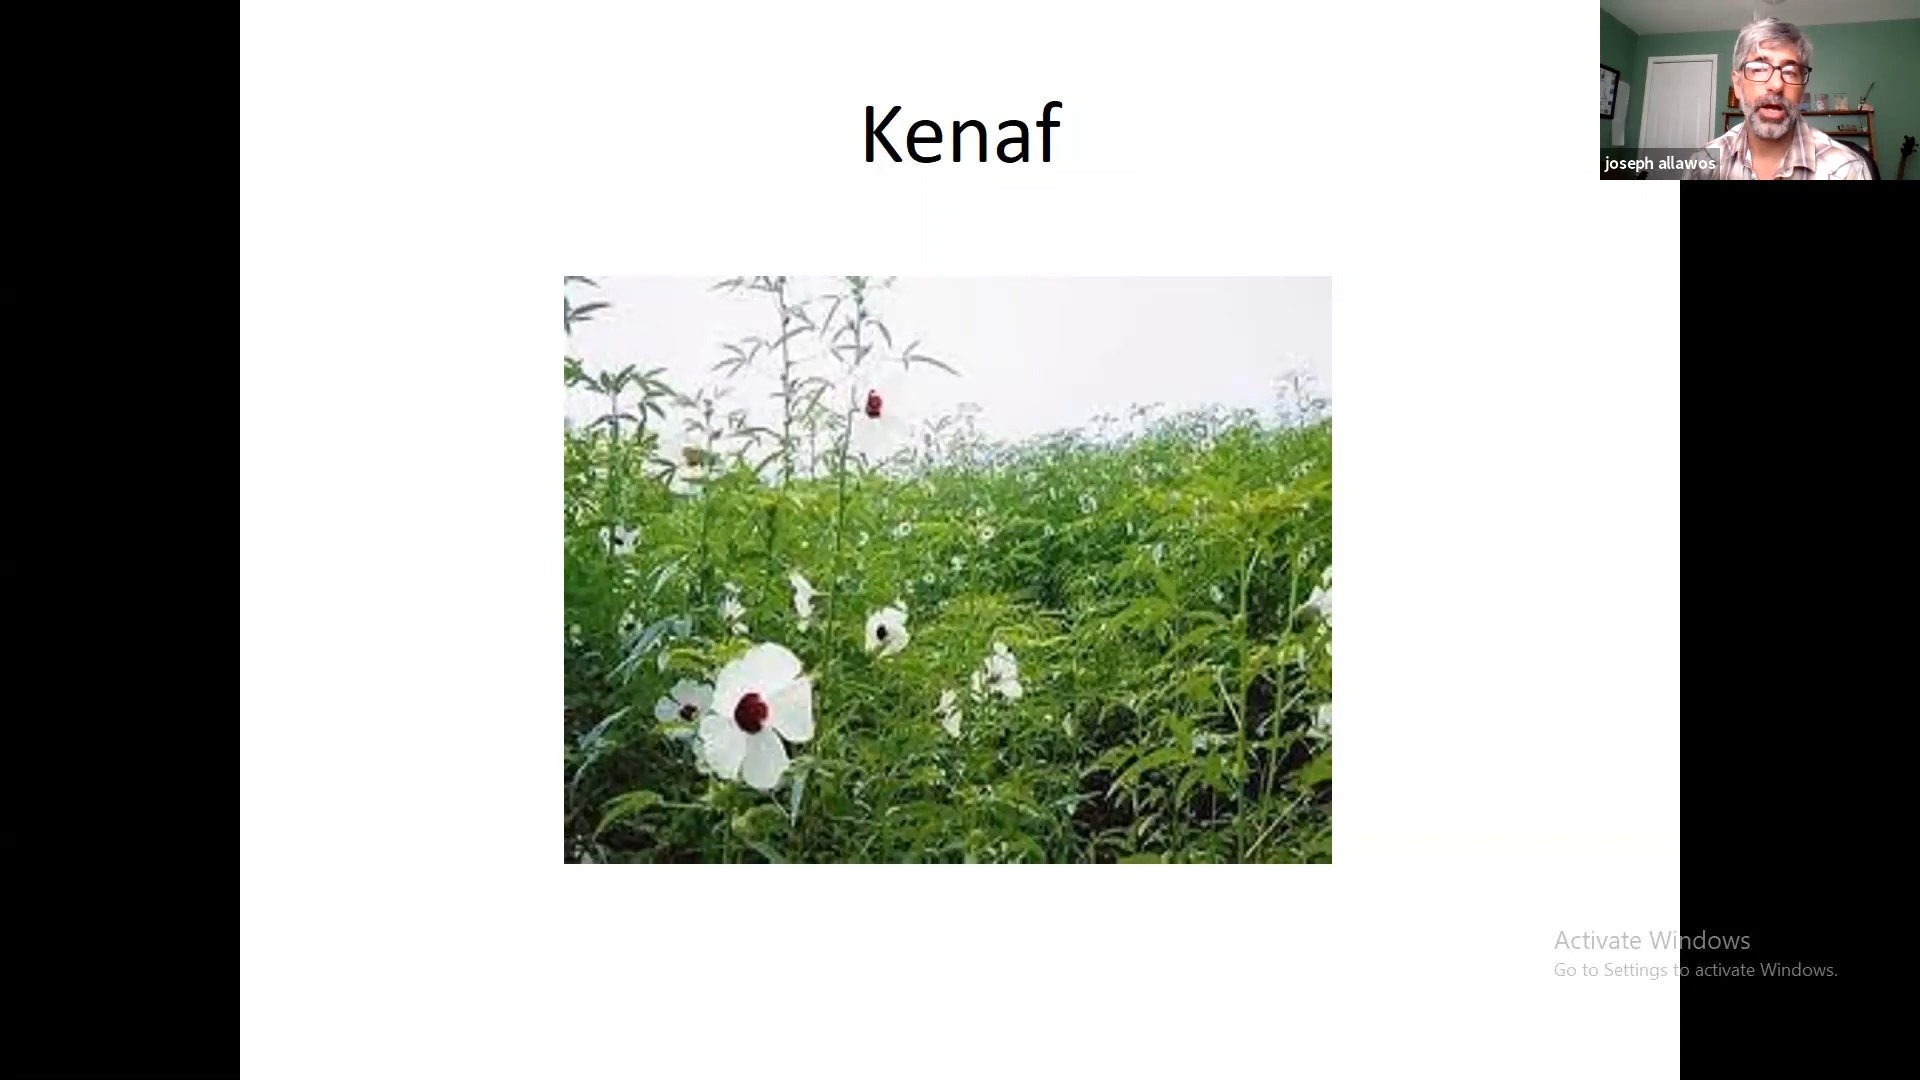 Kenaf
joseph allawos
Activate Windows
Go to Settings to activate Windows.